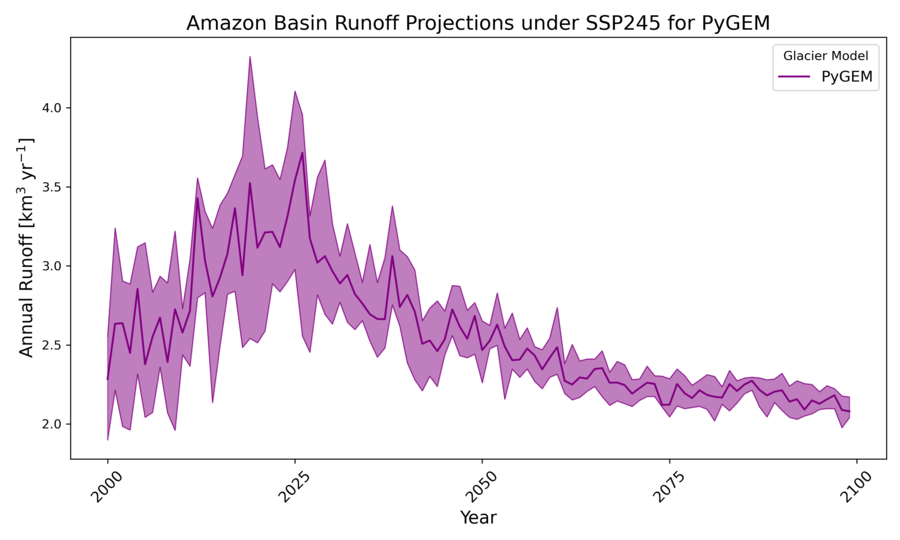 Amazon Basin Runoff Projections under SSP245 for PyGEM
Glacier Model
PyGEM
Annual Runoff [km³ yr⁻¹]
4.0
3.5
3.0
2.5
2.0
2000
2025
2050
2075
2100
Year